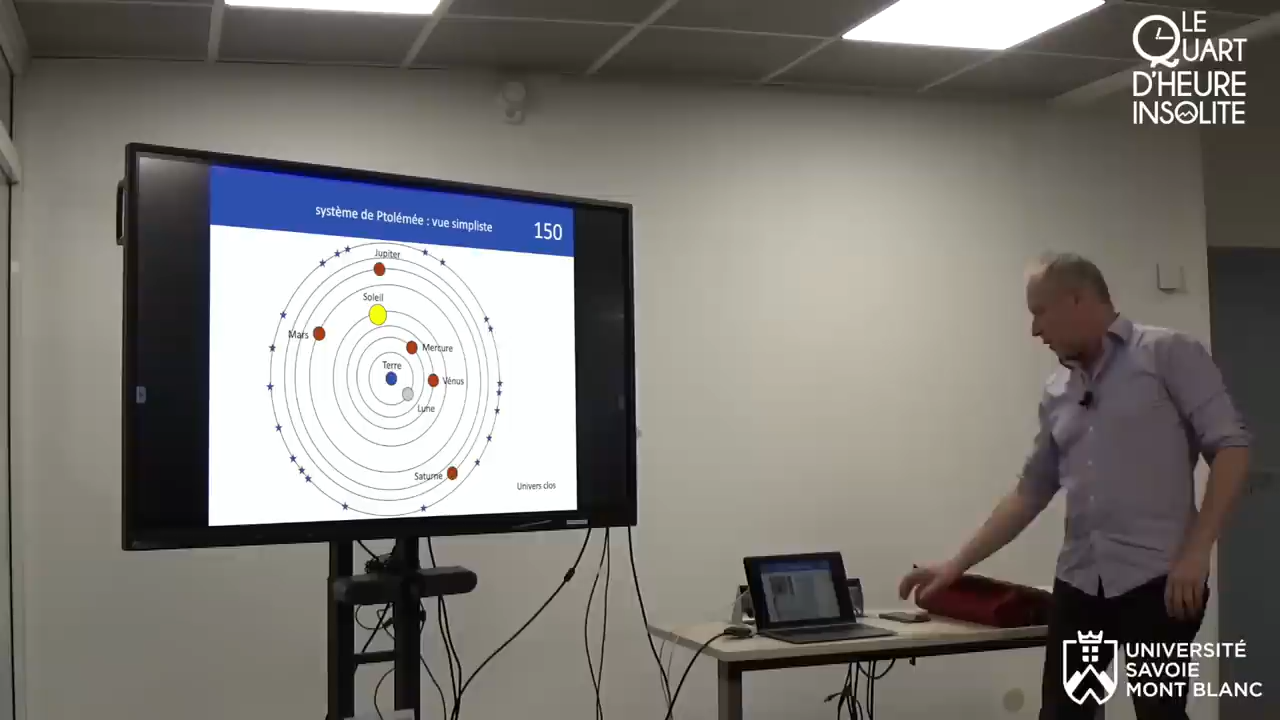 LE
QUART
D'HEURE
INSOLITE
système de Ptolémée : vue simpliste
150
Jupiter
Soleil
Mars
Mercure
Terre
Vénus
Lune
Saturne
Univers clos
UNIVERSITÉ
SAVOIE
MONT BLANC